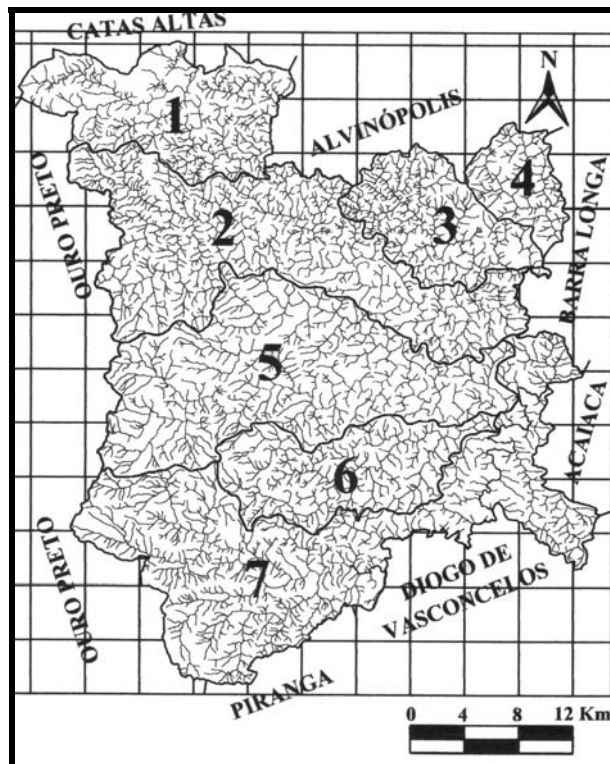 CATAS ALTAS
N
ALVINÓPOLIS
1
OURO PRETO
2
3
4
BARRA LONGA
5
ACAIACA
6
OURO PRETO
7
DIOGO DE
VASCONCELOS
PIRANGA
0 4 8 12 Km